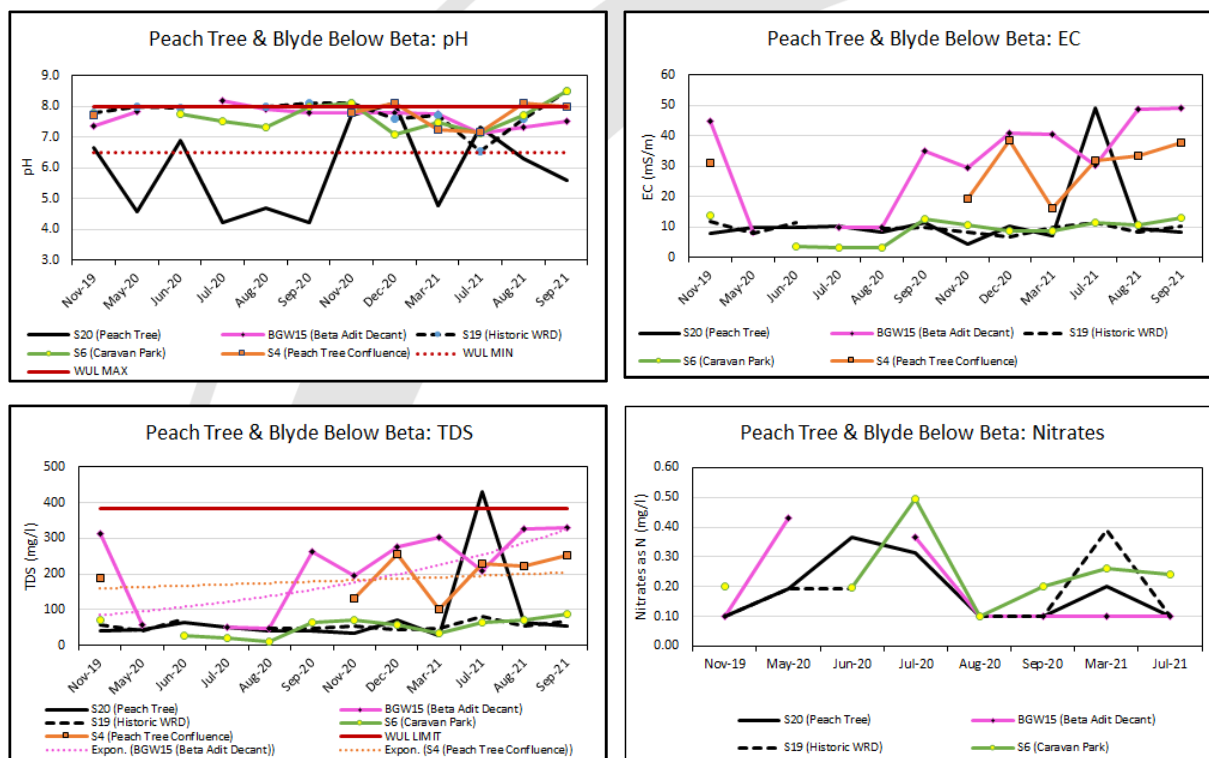 Peach Tree & Blyde Below Beta: pH
9.0
8.0
7.0
6.0
5.0
4.0
3.0
pH
Nov-19
May-20
Jun-20
Jul-20
Aug-20
Sep-20
Nov-20
Dec-20
Mar-21
Jul-21
Aug-21
Sep-21
S20 (Peach Tree)
BGW15 (Beta Adit Decant)
S19 (Historic WRD)
S6 (Caravan Park)
S4 (Peach Tree Confluence)
WUL MIN
WUL MAX
Peach Tree & Blyde Below Beta: EC
60
50
40
30
20
10
0
EC (mS/m)
Nov-19
May-20
Jun-20
Jul-20
Aug-20
Sep-20
Nov-20
Dec-20
Mar-21
Jul-21
Aug-21
Sep-21
S20 (Peach Tree)
BGW15 (Beta Adit Decant)
S19 (Historic WRD)
S6 (Caravan Park)
S4 (Peach Tree Confluence)
Peach Tree & Blyde Below Beta: TDS
500
400
300
200
100
0
TDS (mg/l)
Nov-19
May-20
Jun-20
Jul-20
Aug-20
Sep-20
Nov-20
Dec-20
Mar-21
Jul-21
Aug-21
Sep-21
S20 (Peach Tree)
BGW15 (Beta Adit Decant)
S19 (Historic WRD)
S6 (Caravan Park)
S4 (Peach Tree Confluence)
WUL LIMIT
Expon. (BGW15 (Beta Adit Decant))
Expon. (S4 (Peach Tree Confluence))
Peach Tree & Blyde Below Beta: Nitrates
0.60
0.50
0.40
0.30
0.20
0.10
0.00
Nitrates as N (mg/l)
Nov-19
May-20
Jun-20
Jul-20
Aug-20
Sep-20
Mar-21
Jul-21
S20 (Peach Tree)
BGW15 (Beta Adit Decant)
S19 (Historic WRD)
S6 (Caravan Park)